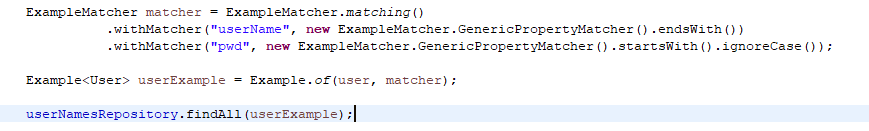 ExampleMatcher matcher = ExampleMatcher.matching()
.withMatcher("userName", new ExampleMatcher.GenericPropertyMatcher().endsWith())
.withMatcher("pwd", new ExampleMatcher.GenericPropertyMatcher().startsWith().ignoreCase());
Example<User> userExample = Example.of(user, matcher);
userNamesRepository.findAll(userExample);